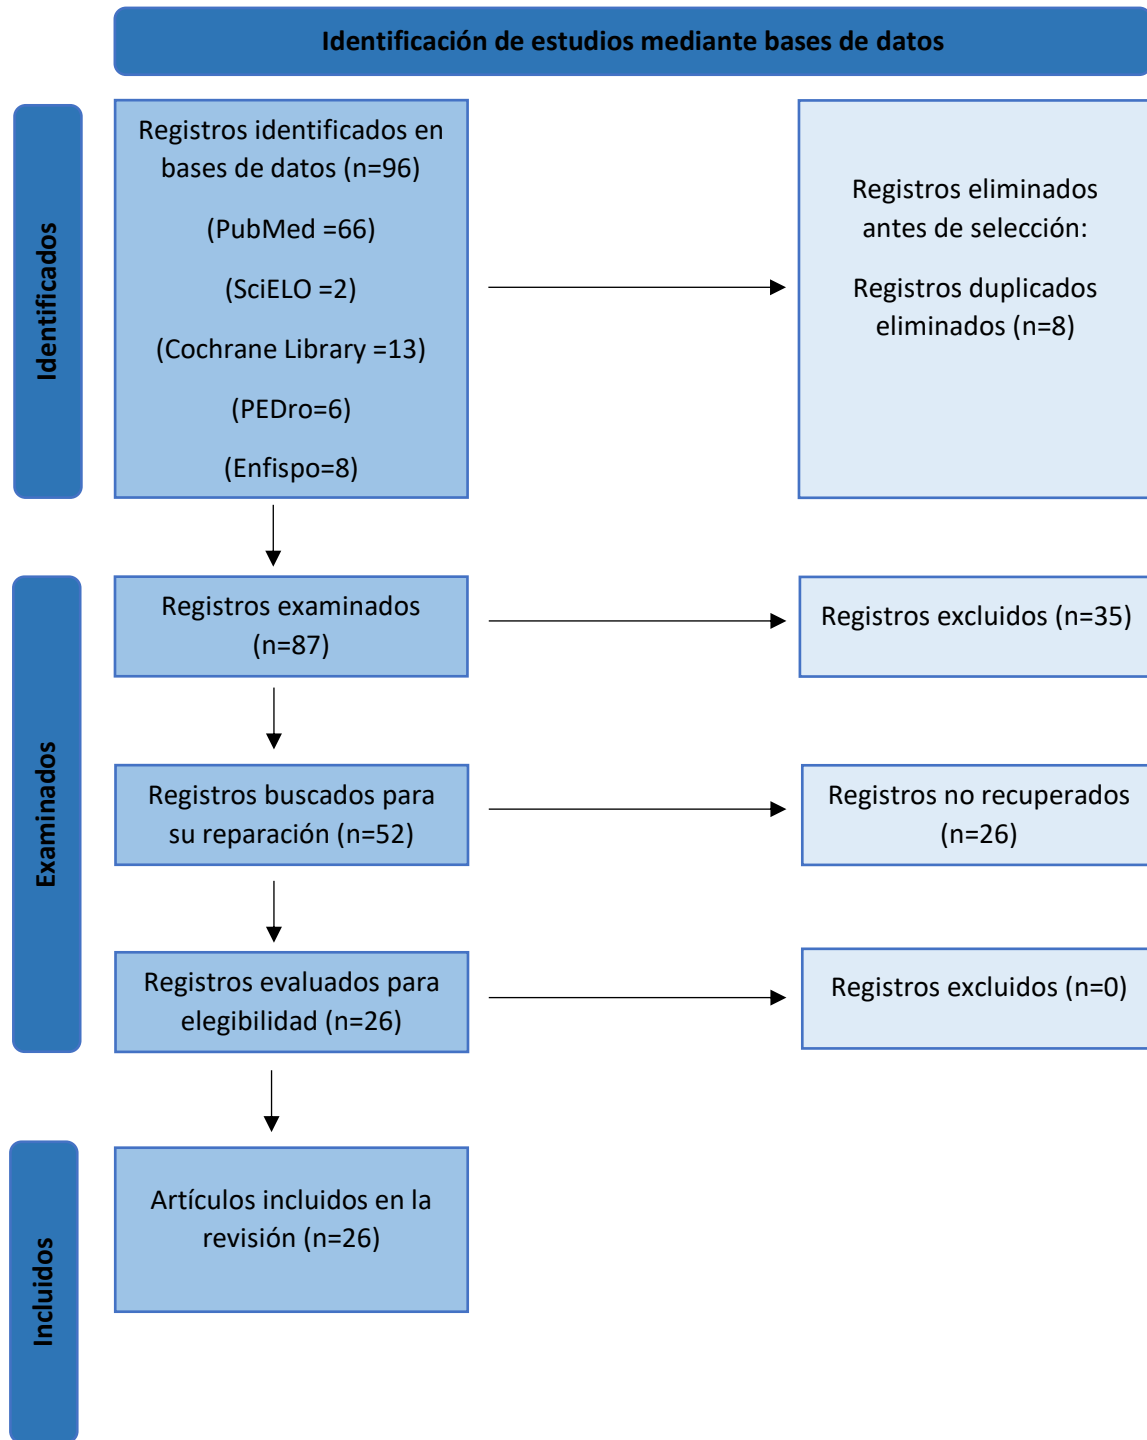 Identificación de estudios mediante bases de datos
Identificados
Registros identificados en
bases de datos (n=96)
(PubMed =66)
(SciELO =2)
(Cochrane Library =13)
(PEDro=6)
(Enfispo=8)
Registros eliminados
antes de selección:
Registros duplicados
eliminados (n=8)
Examinados
Registros examinados
(n=87)
Registros excluidos (n=35)
Registros buscados para
su reparación (n=52)
Registros no recuperados
(n=26)
Registros evaluados para
elegibilidad (n=26)
Registros excluidos (n=0)
Incluidos
Artículos incluidos en la
revisión (n=26)